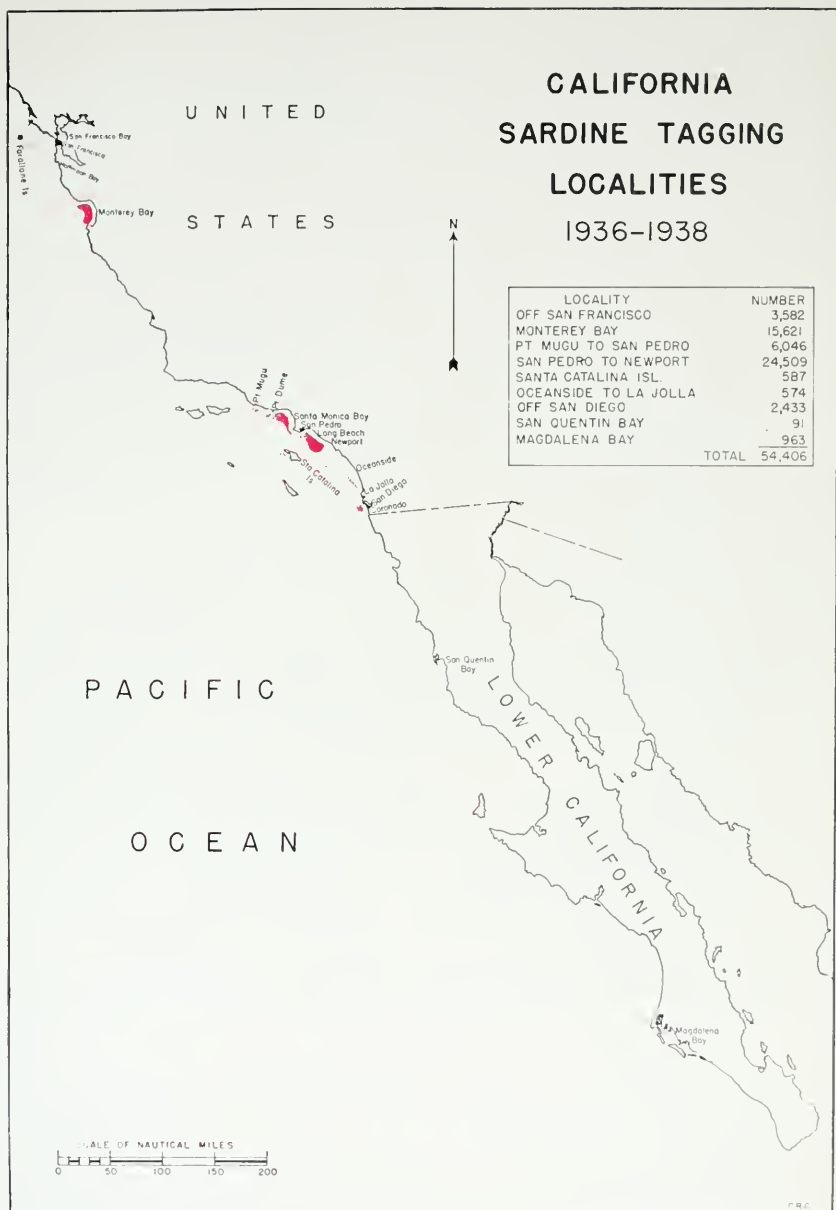 CALIFORNIA
SARDINE TAGGING
LOCALITIES
1936-1938
UNITED
STATES
N
LOCALITY NUMBER
OFF SAN FRANCISCO 3,582
MONTEREY BAY 15,621
PT MUGU TO SAN PEDRO 6,046
SAN PEDRO TO NEWPORT 24,509
SANTA CATALINA ISL. 587
OCEANSIDE TO LA JOLLA 574
OFF SAN DIEGO 2,433
SAN QUENTIN BAY 91
MAGDALENA BAY 963
TOTAL 54,406
San Francisco Bay
San Francisco
Farallone Is
Monterey Bay
Pt Mugu
Pt Dume
Santa Monica Bay
San Pedro
Long Beach
Newport
Sta Catalina
Is
Oceanside
La Jolla
San Diego
Coronado
San Quentin
Bay
PACIFIC
OCEAN
LOWER CALIFORNIA
Magdalena
Bay
SCALE OF NAUTICAL MILES
0 50 100 150 200